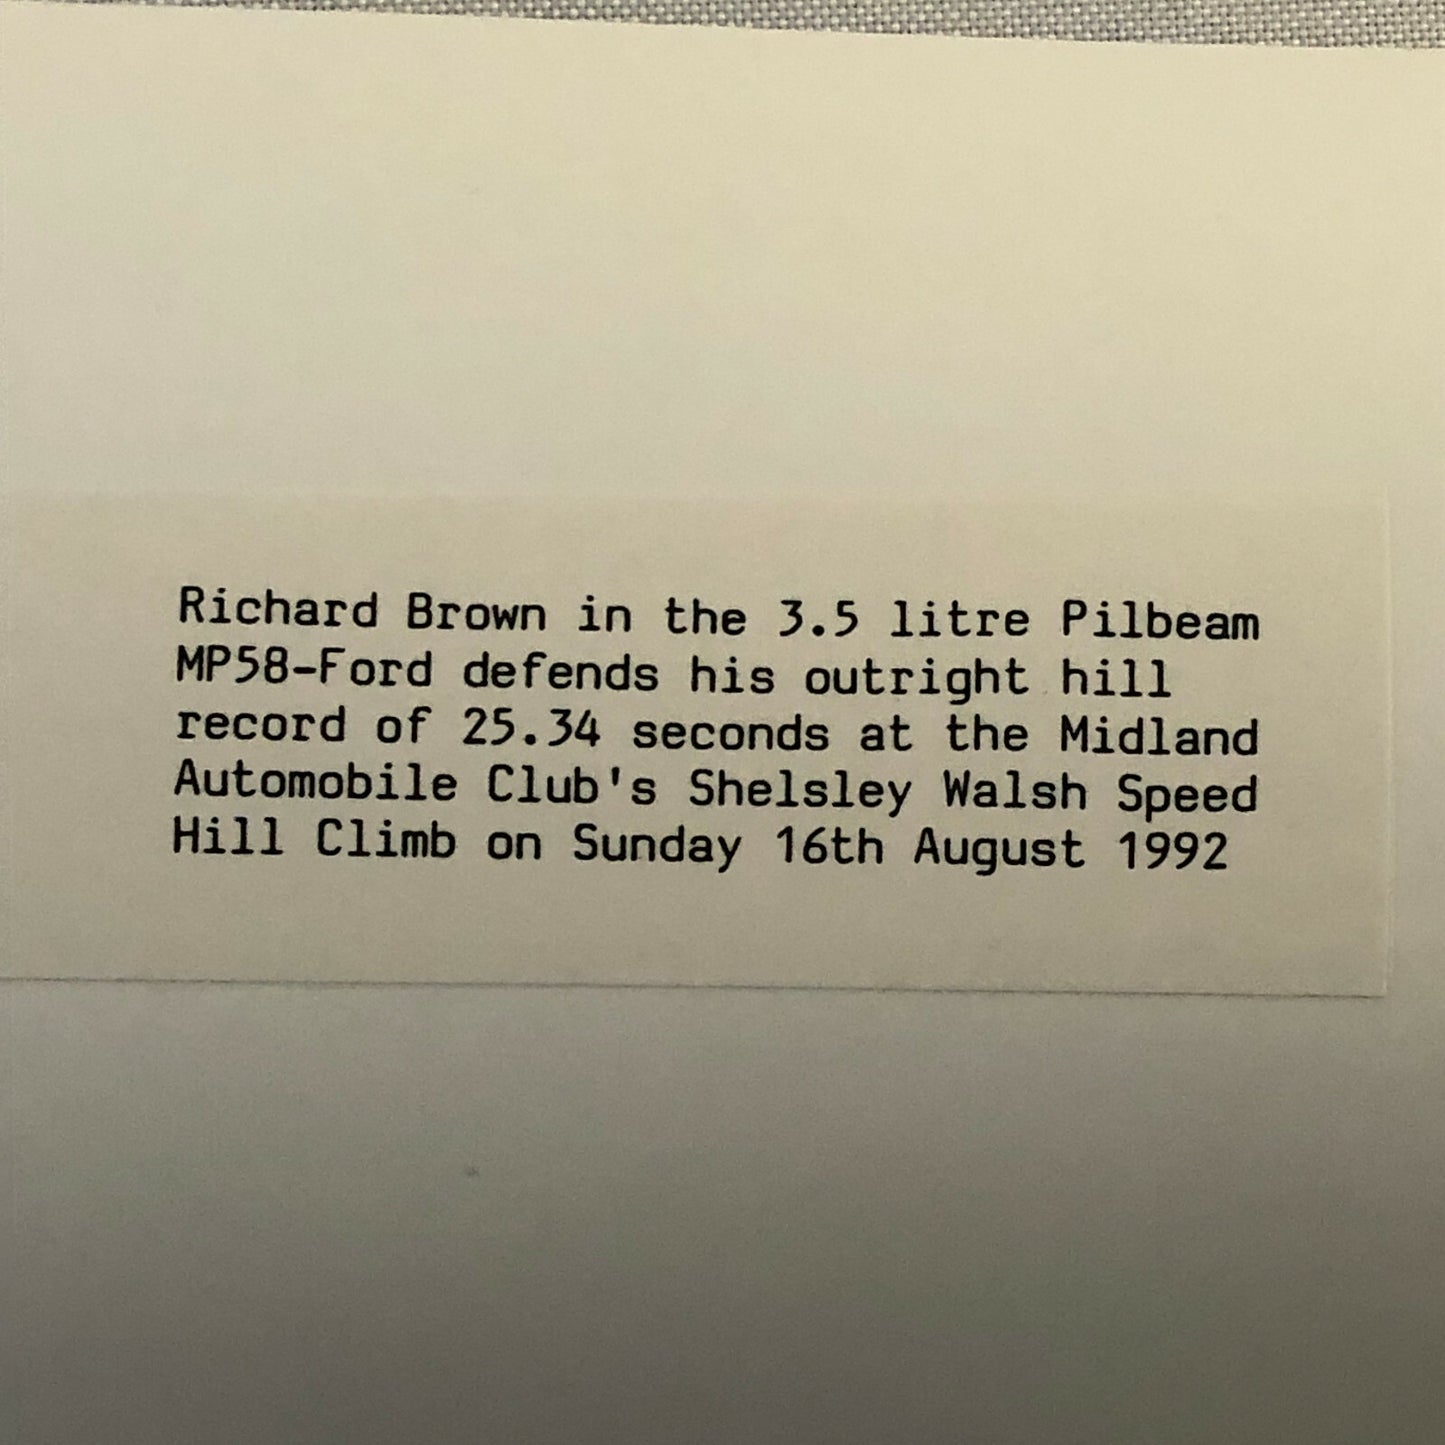 Richard Brown in the 3.5 litre Pilbeam
MP58-Ford defends his outright hill
record of 25.34 seconds at the Midland
Automobile Club's Shelsley Walsh Speed
Hill Climb on Sunday 16th August 1992